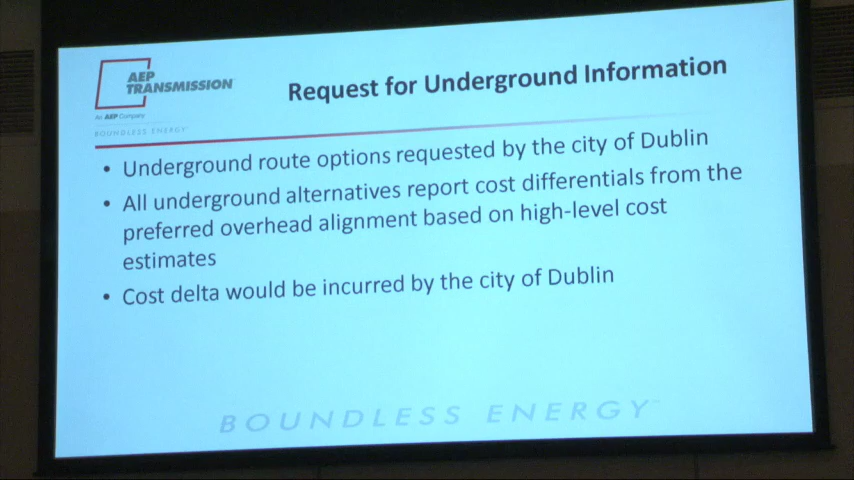 AEP
TRANSMISSION
An AEP Company
BOUNDLESS ENERGY
Request for Underground Information
• Underground route options requested by the city of Dublin
• All underground alternatives report cost differentials from the
preferred overhead alignment based on high-level cost
estimates
• Cost delta would be incurred by the city of Dublin
BOUNDLESS ENERGY